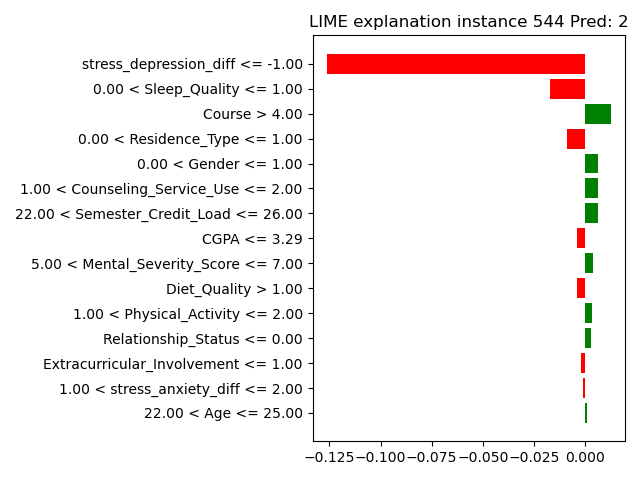 LIME explanation instance 544 Pred: 2
stress_depression_diff <= -1.00
0.00 < Sleep_Quality <= 1.00
Course > 4.00
0.00 < Residence_Type <= 1.00
0.00 < Gender <= 1.00
1.00 < Counseling_Service_Use <= 2.00
22.00 < Semester_Credit_Load <= 26.00
CGPA <= 3.29
5.00 < Mental_Severity_Score <= 7.00
Diet_Quality > 1.00
1.00 < Physical_Activity <= 2.00
Relationship_Status <= 0.00
Extracurricular_Involvement <= 1.00
1.00 < stress_anxiety_diff <= 2.00
22.00 < Age <= 25.00
−0.125 −0.100 −0.075 −0.050 −0.025 0.000